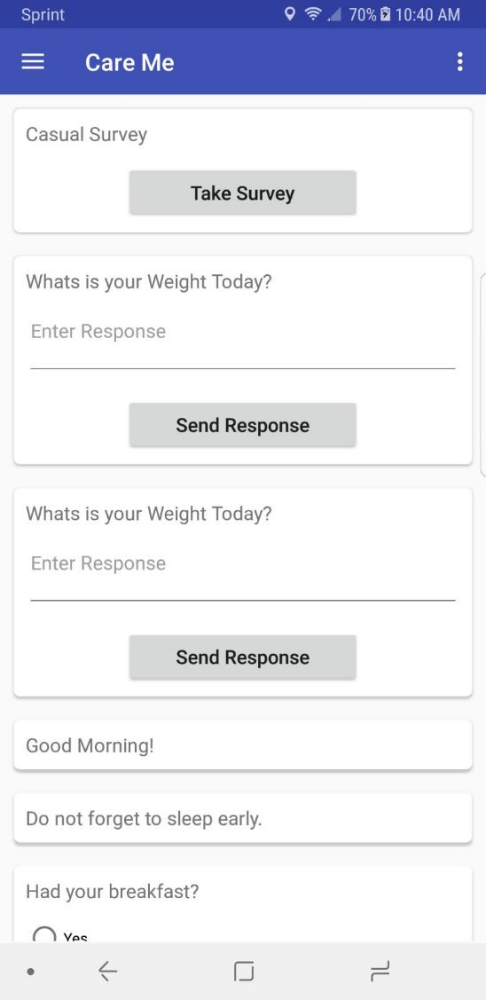 Sprint 70% 10:40 AM
Care Me
Casual Survey
Take Survey
Whats is your Weight Today?
Enter Response
Send Response
Whats is your Weight Today?
Enter Response
Send Response
Good Morning!
Do not forget to sleep early.
Had your breakfast?
Yes